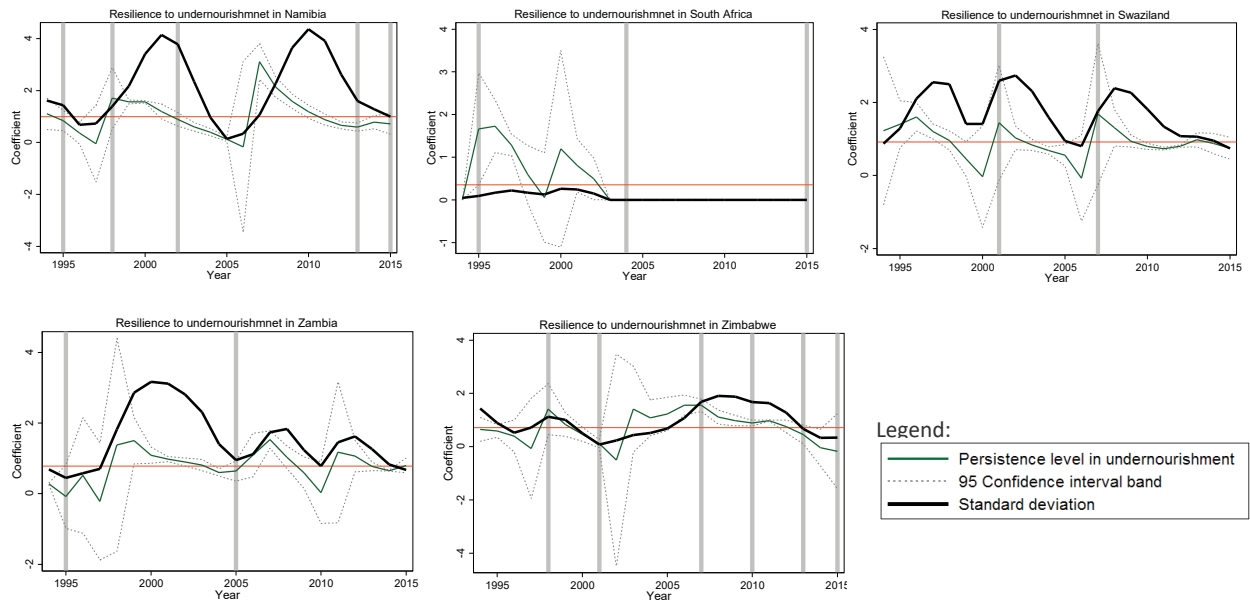 Resilience to undernourishmnet in Namibia
Coefficient
4
2
0
-2
-4
1995 2000 2005 2010 2015
Year
Resilience to undernourishmnet in South Africa
Coefficient
4
3
2
1
0
-1
1995 2000 2005 2010 2015
Year
Resilience to undernourishmnet in Swaziland
Coefficient
4
2
0
-2
1995 2000 2005 2010 2015
Year
Resilience to undernourishmnet in Zambia
Coefficient
4
2
0
-2
1995 2000 2005 2010 2015
Year
Resilience to undernourishmnet in Zimbabwe
Coefficient
4
2
0
-2
-4
1995 2000 2005 2010 2015
Year
Legend:
Persistence level in undernourishment
95 Confidence interval band
Standard deviation